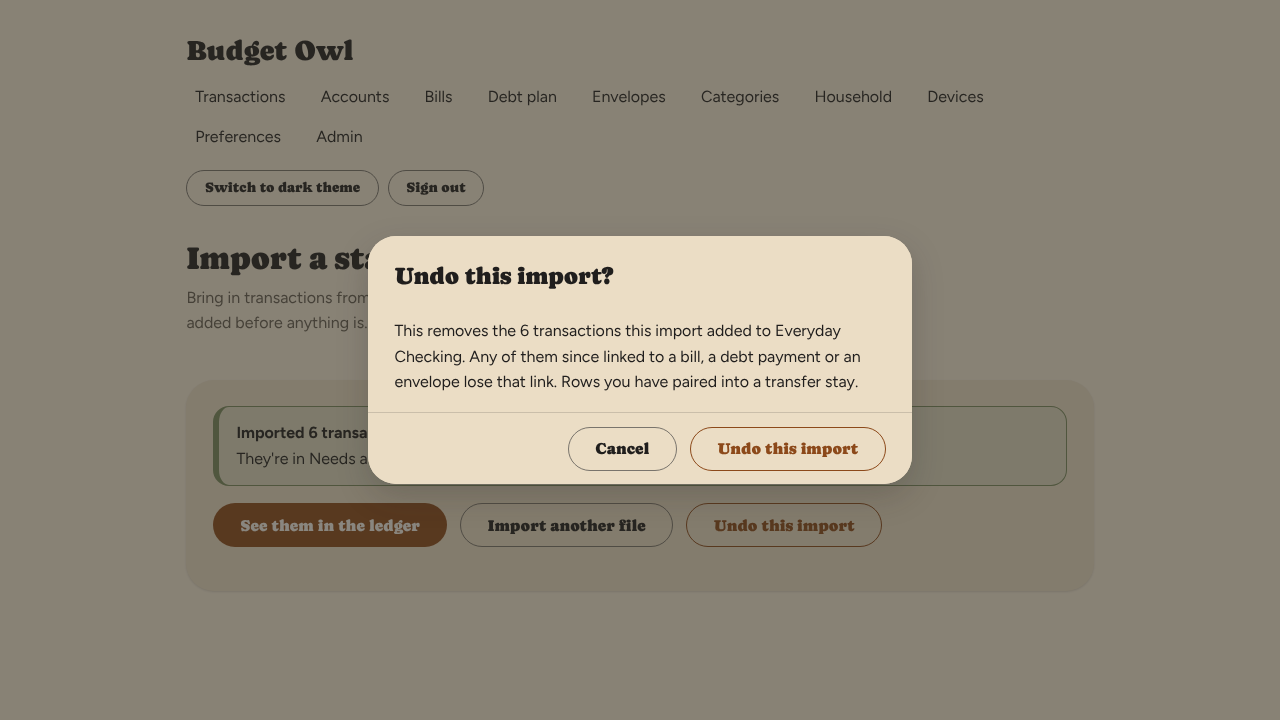 Budget Owl
Transactions Accounts Bills Debt plan Envelopes Categories Household Devices
Preferences Admin
Switch to dark theme Sign out
Import a
Bring in transactions from
added before anything is.
Undo this import?
This removes the 6 transactions this import added to Everyday
Checking. Any of them since linked to a bill, a debt payment or an
envelope lose that link. Rows you have paired into a transfer stay.
Cancel Undo this import
Imported 6
They're in Needs
See them in the ledger Import another file Undo this import